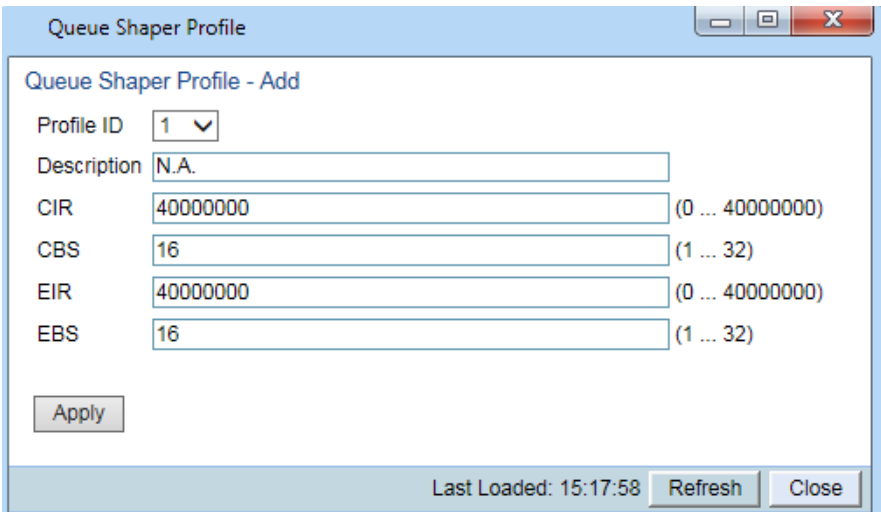 Queue Shaper Profile
Queue Shaper Profile - Add
Profile ID 1
Description N.A.
CIR 40000000 (0 ... 40000000)
CBS 16 (1 ... 32)
EIR 40000000 (0 ... 40000000)
EBS 16 (1 ... 32)
Apply
Last Loaded: 15:17:58 Refresh Close